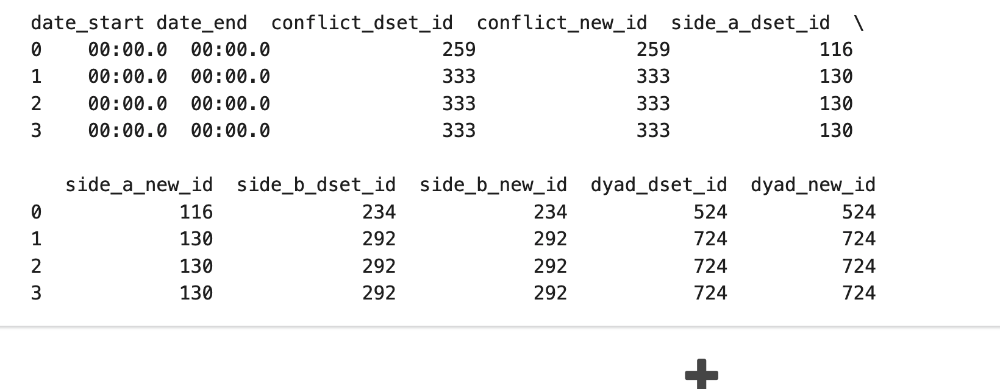 date_start date_end conflict_dset_id conflict_new_id side_a_dset_id \
0 00:00.0 00:00.0 259 259 116
1 00:00.0 00:00.0 333 333 130
2 00:00.0 00:00.0 333 333 130
3 00:00.0 00:00.0 333 333 130
side_a_new_id side_b_dset_id side_b_new_id dyad_dset_id dyad_new_id
0 116 234 234 524 524
1 130 292 292 724 724
2 130 292 292 724 724
3 130 292 292 724 724